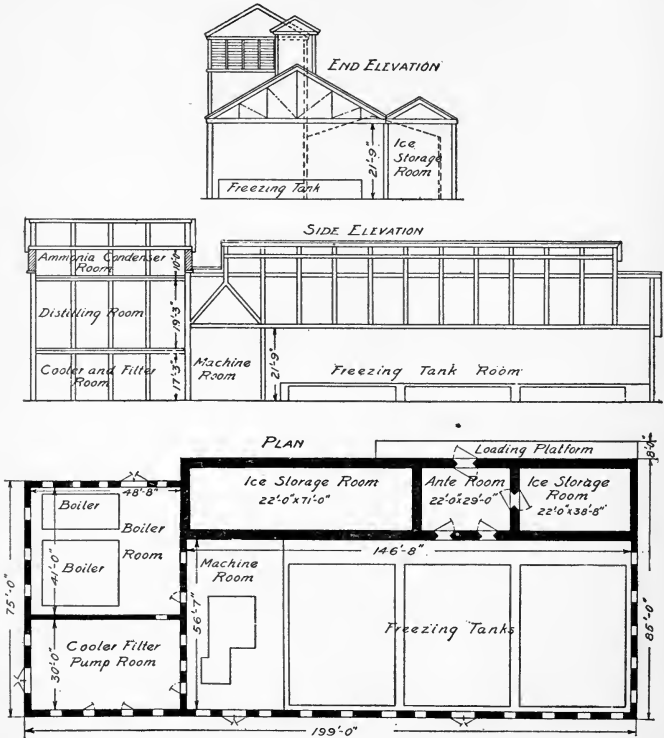 END ELEVATION
Ice
Storage
Room
21'-9"
Freezing Tank
SIDE ELEVATION
Ammonia Condenser
Room
10'-0"
Distilling Room
19'-3"
Cooler and Filter
Room
17'-3"
Machine
Room
21'-9"
Freezing Tank Room
PLAN
Loading Platform
8'-0"
48'-8"
Boiler
Boiler
Room
Boiler
41'-0"
75'-0"
Ice Storage Room
22'-0"x71'-0"
Ante Room
22'-0"x29'-0"
Ice Storage
Room
22'-0"x38'-8"
146'-8"
Machine
Room
56'-7"
Freezing Tanks
85'-0"
Cooler Filter
Pump Room
30'-0"
199'-0"